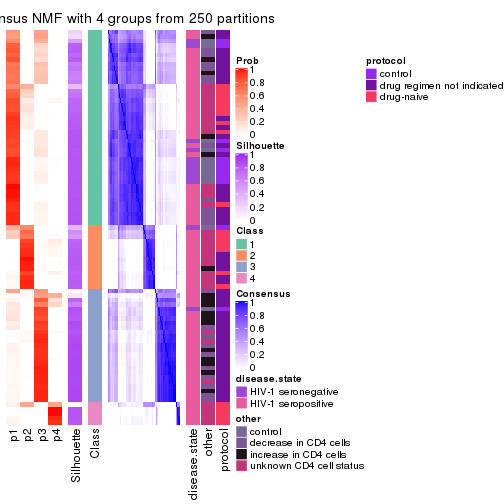 nsus NMF with 4 groups from 250 partitions
Prob
1
0.8
0.6
0.4
0.2
0
Silhouette
1
0.8
0.6
0.4
0.2
0
Class
1
2
3
4
Consensus
1
0.8
0.6
0.4
0.2
0
disease.state
HIV-1 seronegative
HIV-1 seropositive
other
control
decrease in CD4 cells
increase in CD4 cells
unknown CD4 cell status
protocol
control
drug regimen not indicated
drug-naive
p1
p2
p3
p4
Silhouette
Class
disease.state
other
protocol